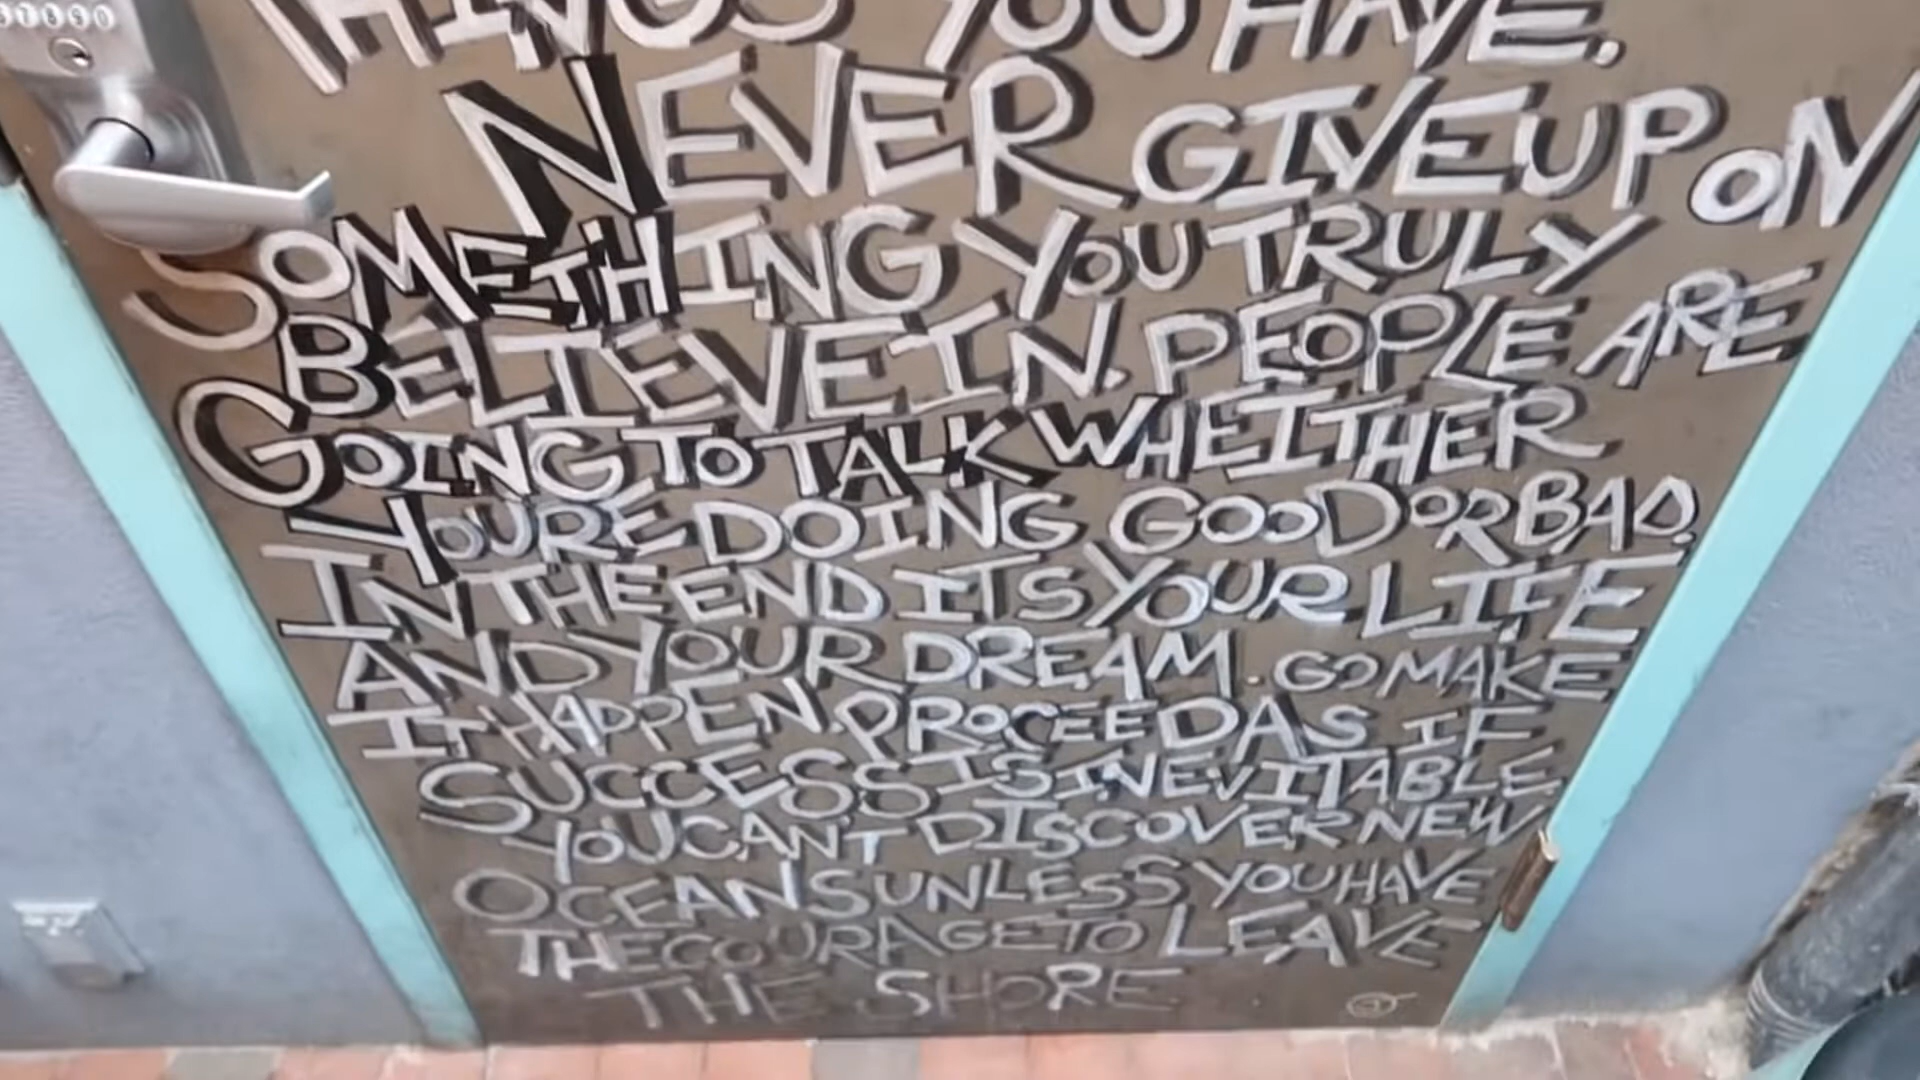 THINGS YOU HAVE.
NEVER GIVE UP ON
SOMETHING YOU TRULY
BELIEVE IN. PEOPLE ARE
GOING TO TALK WHEITHER
YOURE DOING GOOD OR BAD.
IN THE END ITS YOUR LIFE
AND YOUR DREAM. GO MAKE
IT HAPPEN. PROCEED AS IF
SUCCESS IS INEVITABLE
YOU CANT DISCOVER NEW
OCEANS UNLESS YOU HAVE
THE COURAGE TO LEAVE
THE SHORE